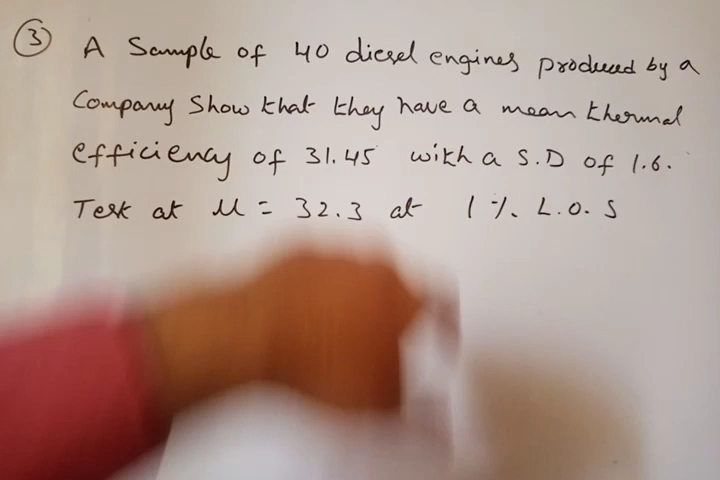 3 A Sample of 40 diesel engines produced by a
Company Show that they have a mean thermal
efficiency of 31.45 with a S.D of 1.6.
Test at μ = 32.3 at 1 %. L.O.S